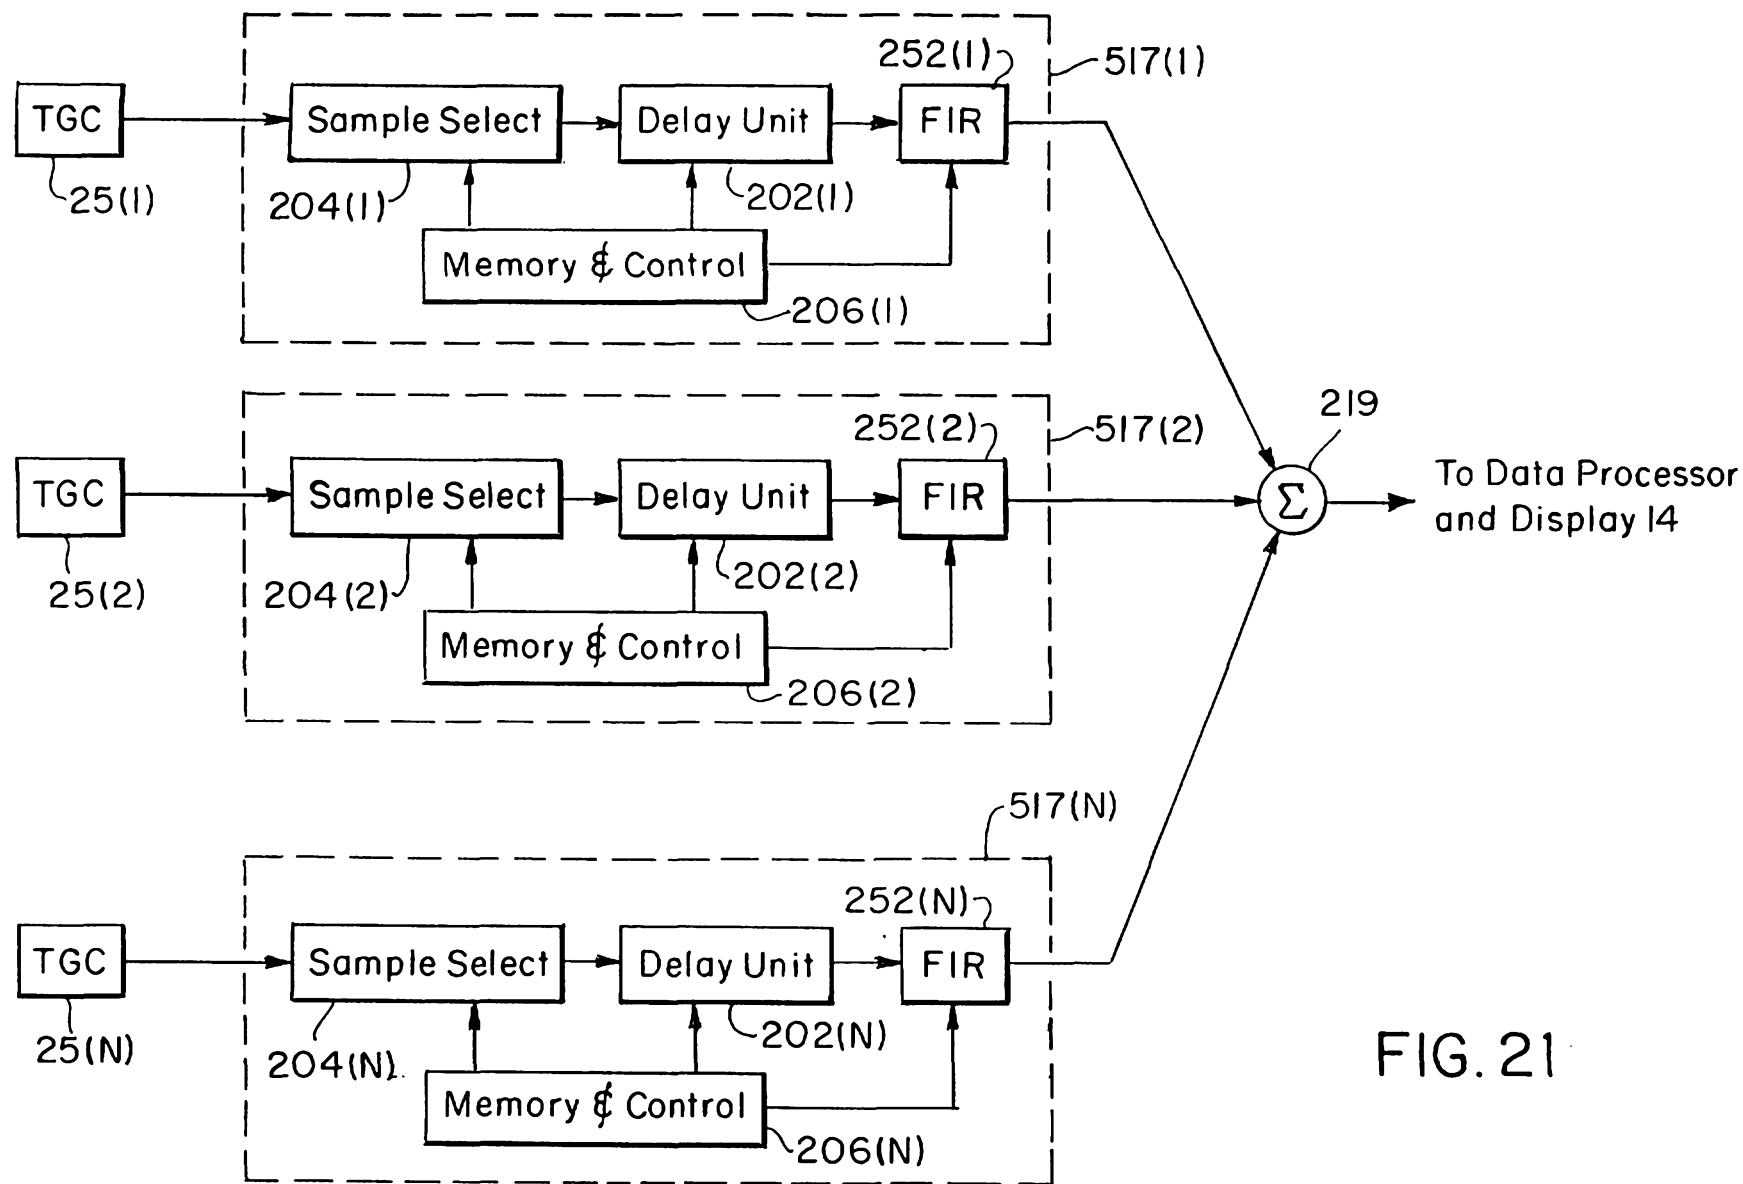 252(1)
517(1)
TGC
Sample Select
Delay Unit
FIR
25(1)
204(1)
202(1)
Memory & Control
206(1)
252(2)
517(2)
219
TGC
Sample Select
Delay Unit
FIR
Σ
To Data Processor
and Display 14
25(2)
204(2)
202(2)
Memory & Control
206(2)
517(N)
252(N)
TGC
Sample Select
Delay Unit
FIR
25(N)
204(N)
202(N)
Memory & Control
206(N)
FIG. 21